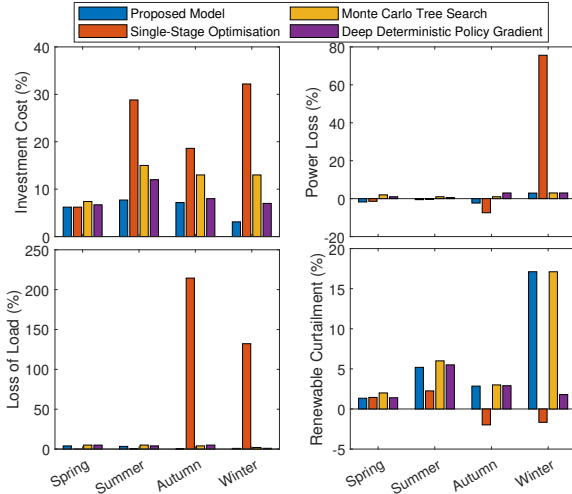 Proposed Model
Monte Carlo Tree Search
Single-Stage Optimisation
Deep Deterministic Policy Gradient
40
30
20
10
0
Investment Cost (%)
80
60
40
20
0
-20
Power Loss (%)
250
200
150
100
50
0
Loss of Load (%)
Spring
Summer
Autumn
Winter
20
15
10
5
0
-5
Renewable Curtailment (%)
Spring
Summer
Autumn
Winter